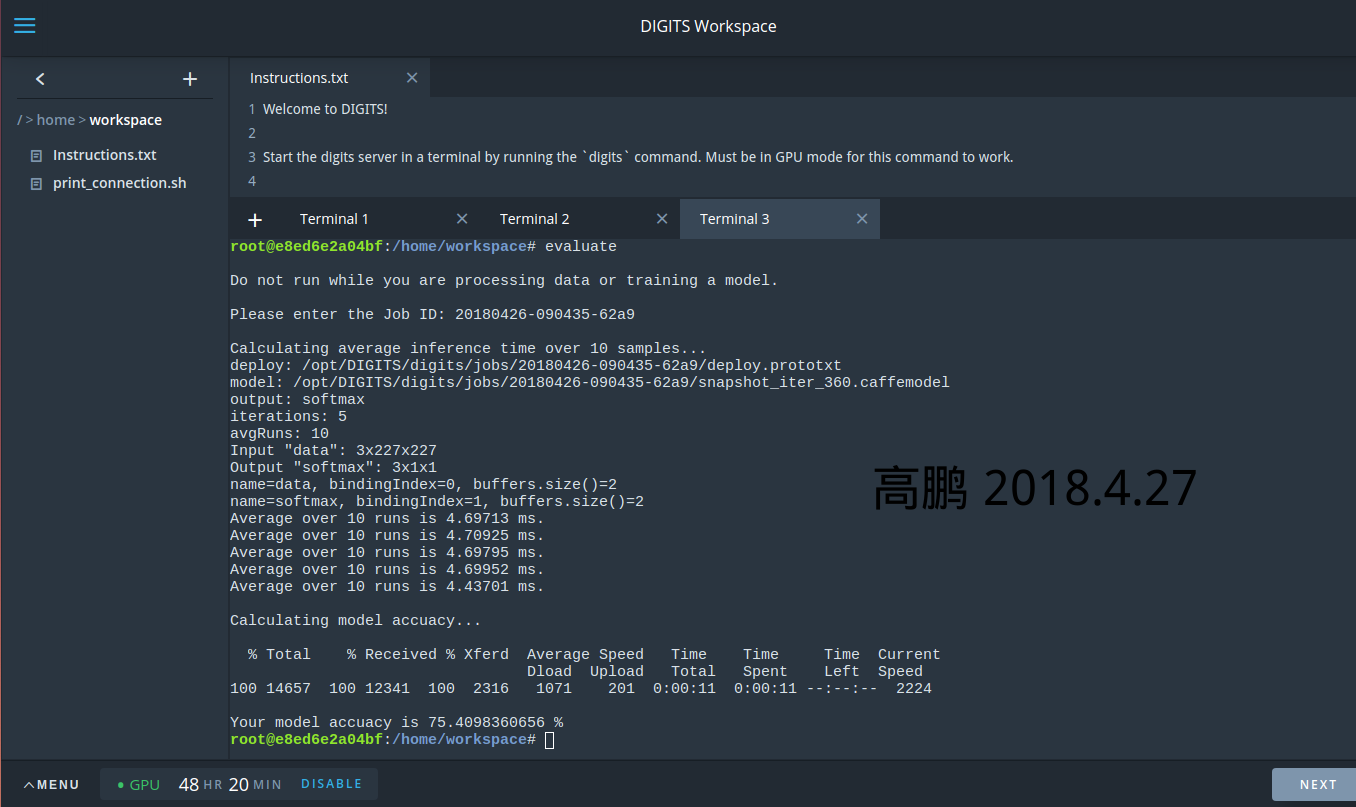 DIGITS Workspace
Instructions.txt
/ > home > workspace
Instructions.txt
print_connection.sh
1 Welcome to DIGITS!
2
3 Start the digits server in a terminal by running the `digits` command. Must be in GPU mode for this command to work.
4
Terminal 1 Terminal 2 Terminal 3
root@e8ed6e2a04bf:/home/workspace# evaluate
Do not run while you are processing data or training a model.
Please enter the Job ID: 20180426-090435-62a9
Calculating average inference time over 10 samples...
deploy: /opt/DIGITS/digits/jobs/20180426-090435-62a9/deploy.prototxt
model: /opt/DIGITS/digits/jobs/20180426-090435-62a9/snapshot_iter_360.caffemodel
output: softmax
iterations: 5
avgRuns: 10
Input "data": 3x227x227
Output "softmax": 3x1x1
name=data, bindingIndex=0, buffers.size()=2
name=softmax, bindingIndex=1, buffers.size()=2
Average over 10 runs is 4.69713 ms.
Average over 10 runs is 4.70925 ms.
Average over 10 runs is 4.69795 ms.
Average over 10 runs is 4.69952 ms.
Average over 10 runs is 4.43701 ms.
高鹏 2018.4.27
Calculating model accuacy...
% Total % Received % Xferd Average Speed Time Time Time Current
Dload Upload Total Spent Left Speed
100 14657 100 12341 100 2316 1071 201 0:00:11 0:00:11 --:--:-- 2224
Your model accuacy is 75.4098360656 %
root@e8ed6e2a04bf:/home/workspace#
MENU GPU 48 HR 20 MIN DISABLE NEXT